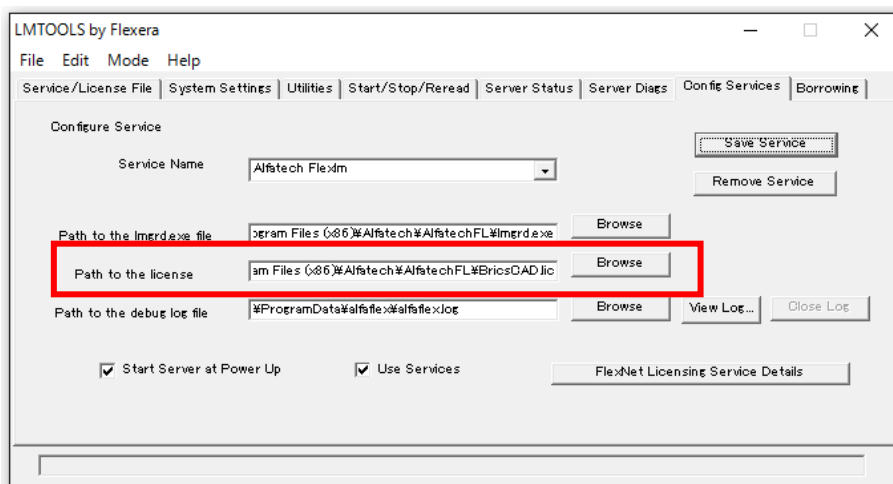 LMTOOLS by Flexera
File Edit Mode Help
Service/License File System Settings Utilities Start/Stop/Reread Server Status Server Diags Config Services Borrowing
Configure Service
Save Service
Service Name Alfatech Flexlm
Remove Service
Path to the lmgrd.exe file ogram Files (x86)¥Alfatech¥AlfatechFL¥lmgrd.exe Browse
Path to the license am Files (x86)¥Alfatech¥AlfatechFL¥BricsCAD.lic Browse
Path to the debug log file ¥ProgramData¥alfaflex¥alfaflex.log Browse View Log... Close Log
Start Server at Power Up Use Services FlexNet Licensing Service Details